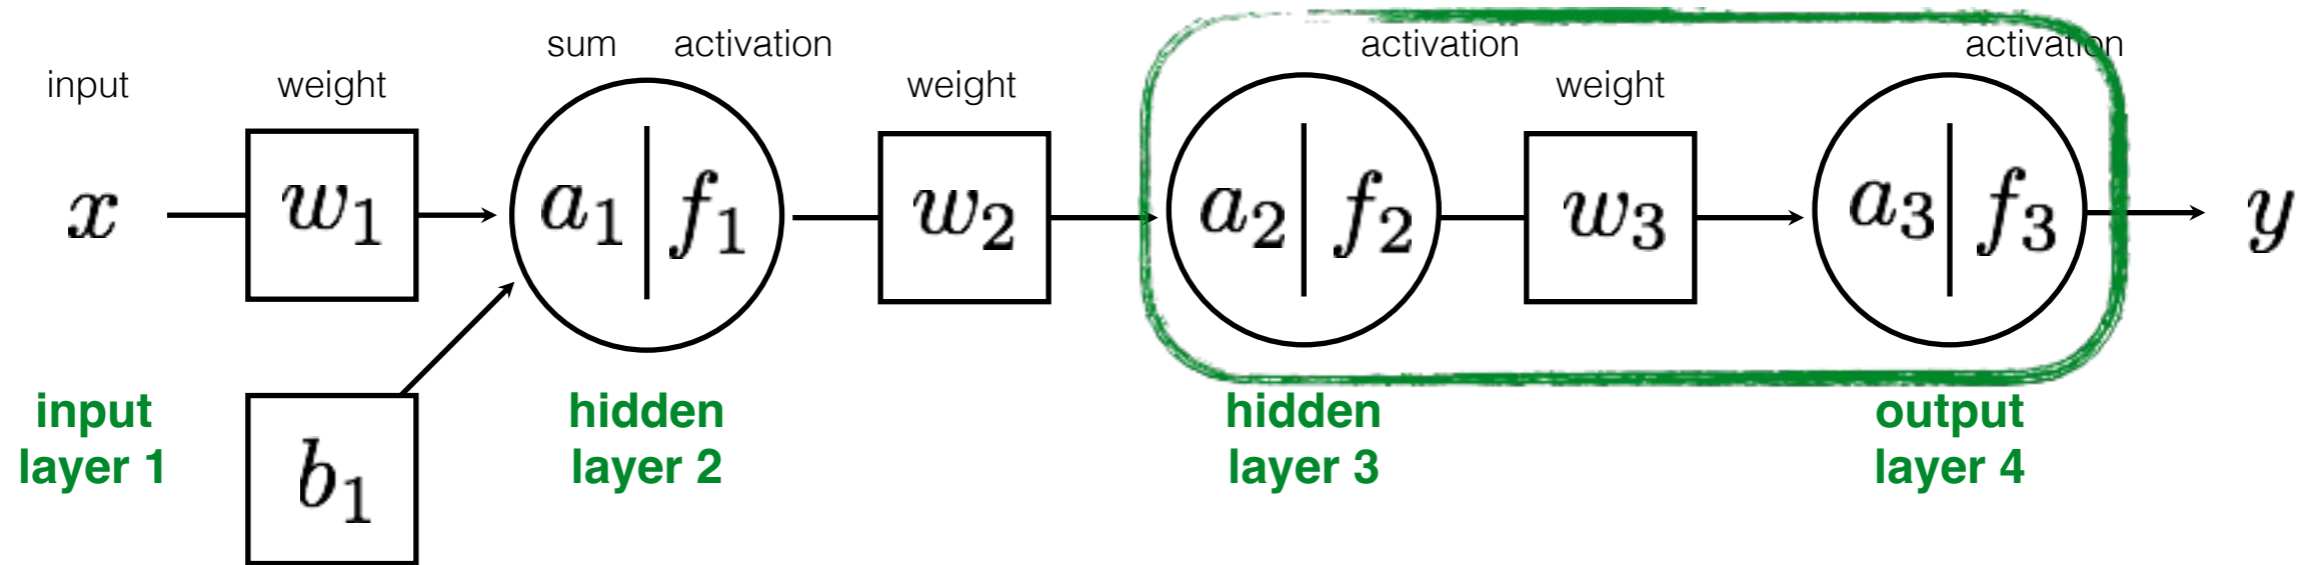 input
weight
sum
activation
weight
activation
weight
activation
x
w₁
a₁ | f₁
w₂
a₂ | f₂
w₃
a₃ | f₃
y
b₁
input
layer 1
hidden
layer 2
hidden
layer 3
output
layer 4